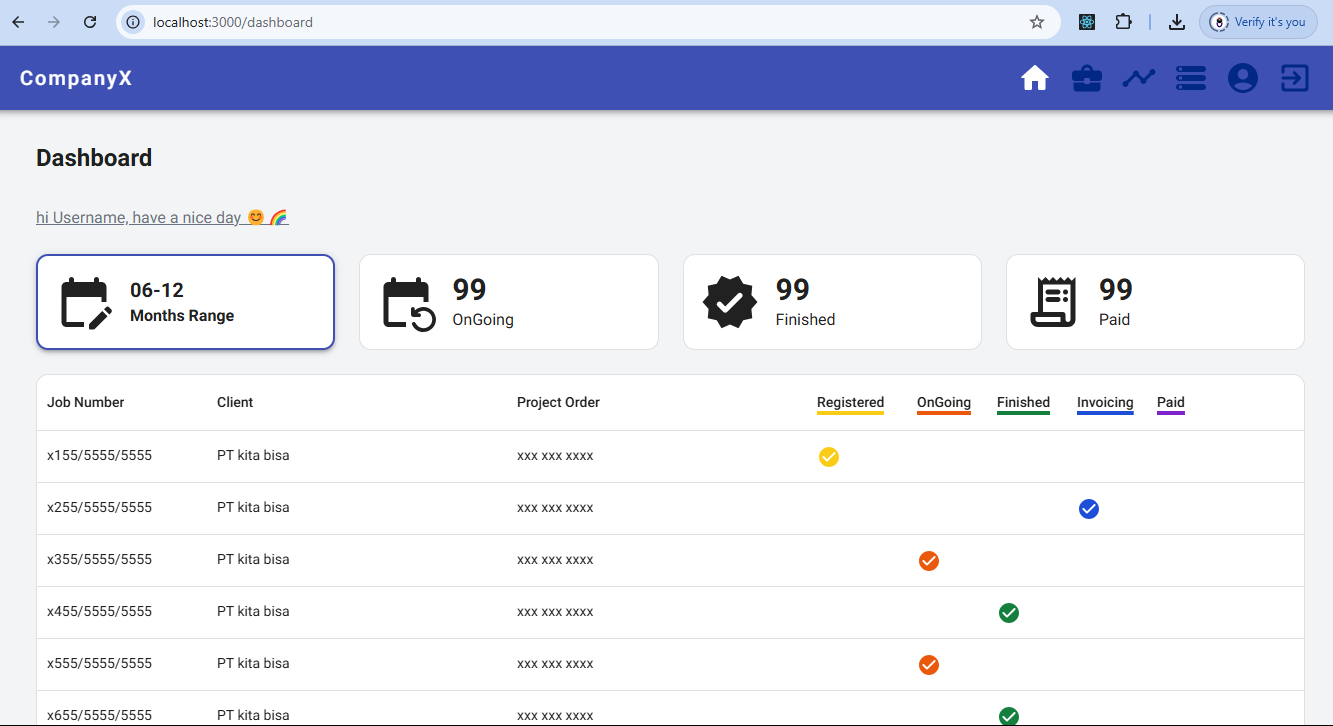 localhost:3000/dashboard
Verify it's you
CompanyX
Dashboard
hi Username, have a nice day 😊 🌈
06-12
Months Range
99
OnGoing
99
Finished
99
Paid
Job Number Client Project Order Registered OnGoing Finished Invoicing Paid
x155/5555/5555 PT kita bisa xxx xxx xxxx
x255/5555/5555 PT kita bisa xxx xxx xxxx
x355/5555/5555 PT kita bisa xxx xxx xxxx
x455/5555/5555 PT kita bisa xxx xxx xxxx
x555/5555/5555 PT kita bisa xxx xxx xxxx
x655/5555/5555 PT kita bisa xxx xxx xxxx